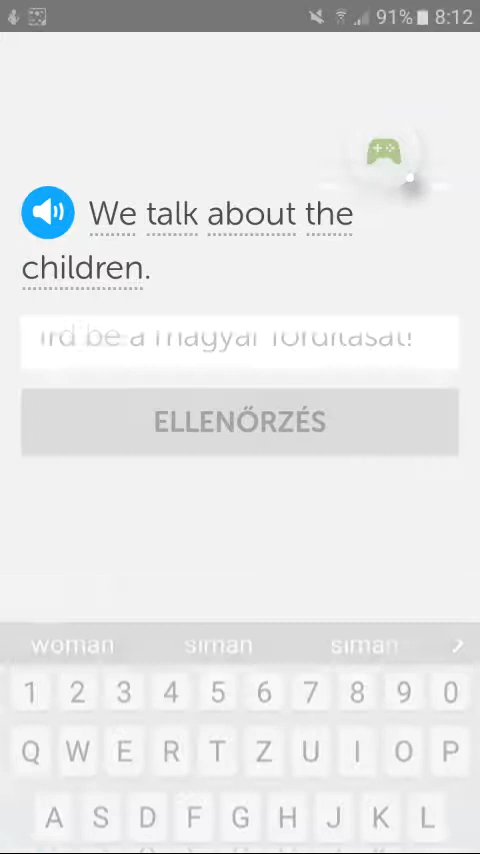 91% 8:12
We talk about the
children.
Írd be a magyar fordítását!
ELLENŐRZÉS
woman siman siman
1 2 3 4 5 6 7 8 9 0
Q W E R T Z U I O P
A S D F G H J K L